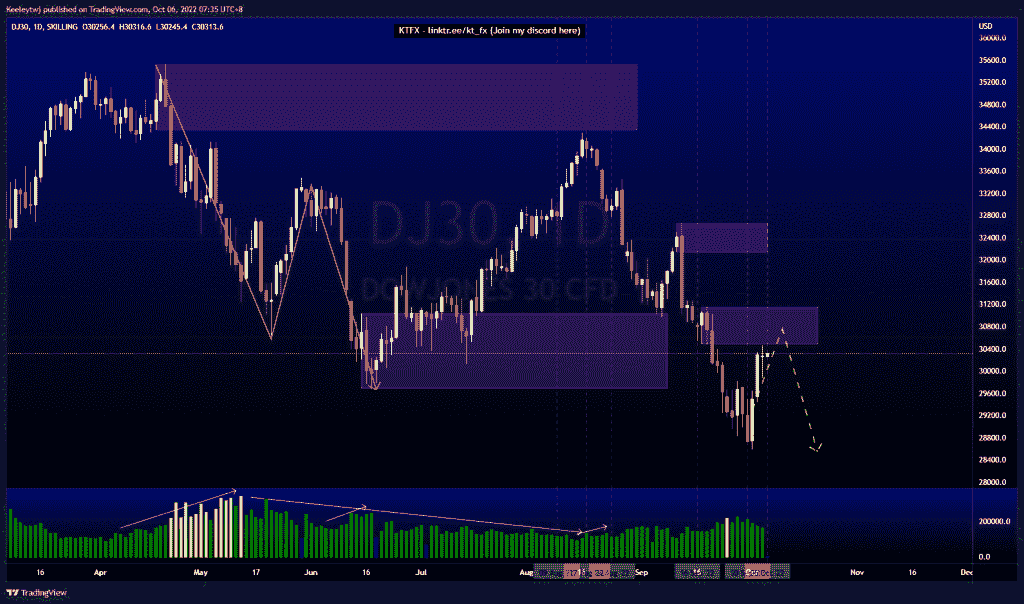 Keeleytwj published on TradingView.com, Oct 06, 2022 07:35 UTC+8
DJ30, 1D, SKILLING O30256.4 H30316.6 L30245.4 C30313.6
KTFX - linktr.ee/kt_fx (Join my discord here)
USD
36000.0
35600.0
35200.0
34800.0
34400.0
34000.0
33600.0
33200.0
32800.0
32400.0
32000.0
31600.0
31200.0
30800.0
30400.0
30000.0
29600.0
29200.0
28800.0
28400.0
28000.0
DJ30 1D
DOW JONES 30 CFD
200000.0
0.0
16 Apr May 17 Jun 16 Jul Aug Sep Nov 16 Dec
TradingView